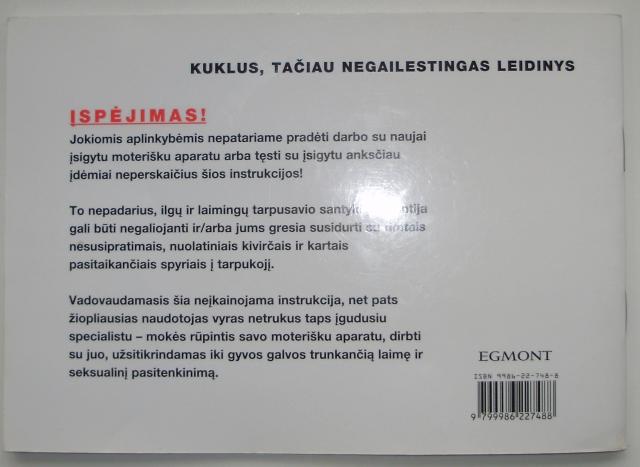 KUKLUS, TAČIAU NEGAILESTINGAS LEIDINYS
ĮSPĖJIMAS!
Jokiomis aplinkybėmis nepatariame pradėti darbo su naujai
įsigytu moterišku aparatu arba tęsti su įsigytu anksčiau
įdėmiai neperskaičius šios instrukcijos!
To nepadarius, ilgų ir laimingų tarpusavio
gali būti negaliojanti ir/arba jums gresia susidurti su rimtais
nesusipratimais, nuolatiniais kivirčais ir kartais
pasitaikančiais spyriais į tarpukojį.
Vadovaudamasis šia neįkainojama instrukcija, net pats
žiopliausias naudotojas vyras netrukus taps įgudusiu
specialistu – mokės rūpintis savo moterišku aparatu, dirbti
su juo, užsitikrindamas iki gyvos galvos trunkančią laimę ir
seksualinį pasitenkinimą.
EGMONT
ISBN 9986-22-748-8
9 799986 227488